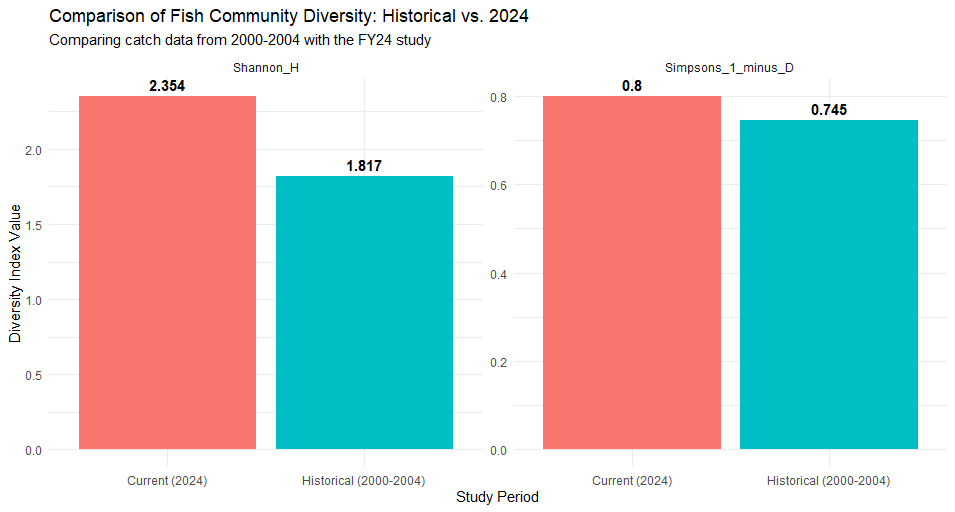 Comparison of Fish Community Diversity: Historical vs. 2024
Comparing catch data from 2000-2004 with the FY24 study
Shannon_H
Simpsons_1_minus_D
Diversity Index Value
2.354
1.817
2.0
1.5
1.0
0.5
0.0
0.8
0.745
0.8
0.6
0.4
0.2
0.0
Current (2024)
Historical (2000-2004)
Current (2024)
Historical (2000-2004)
Study Period